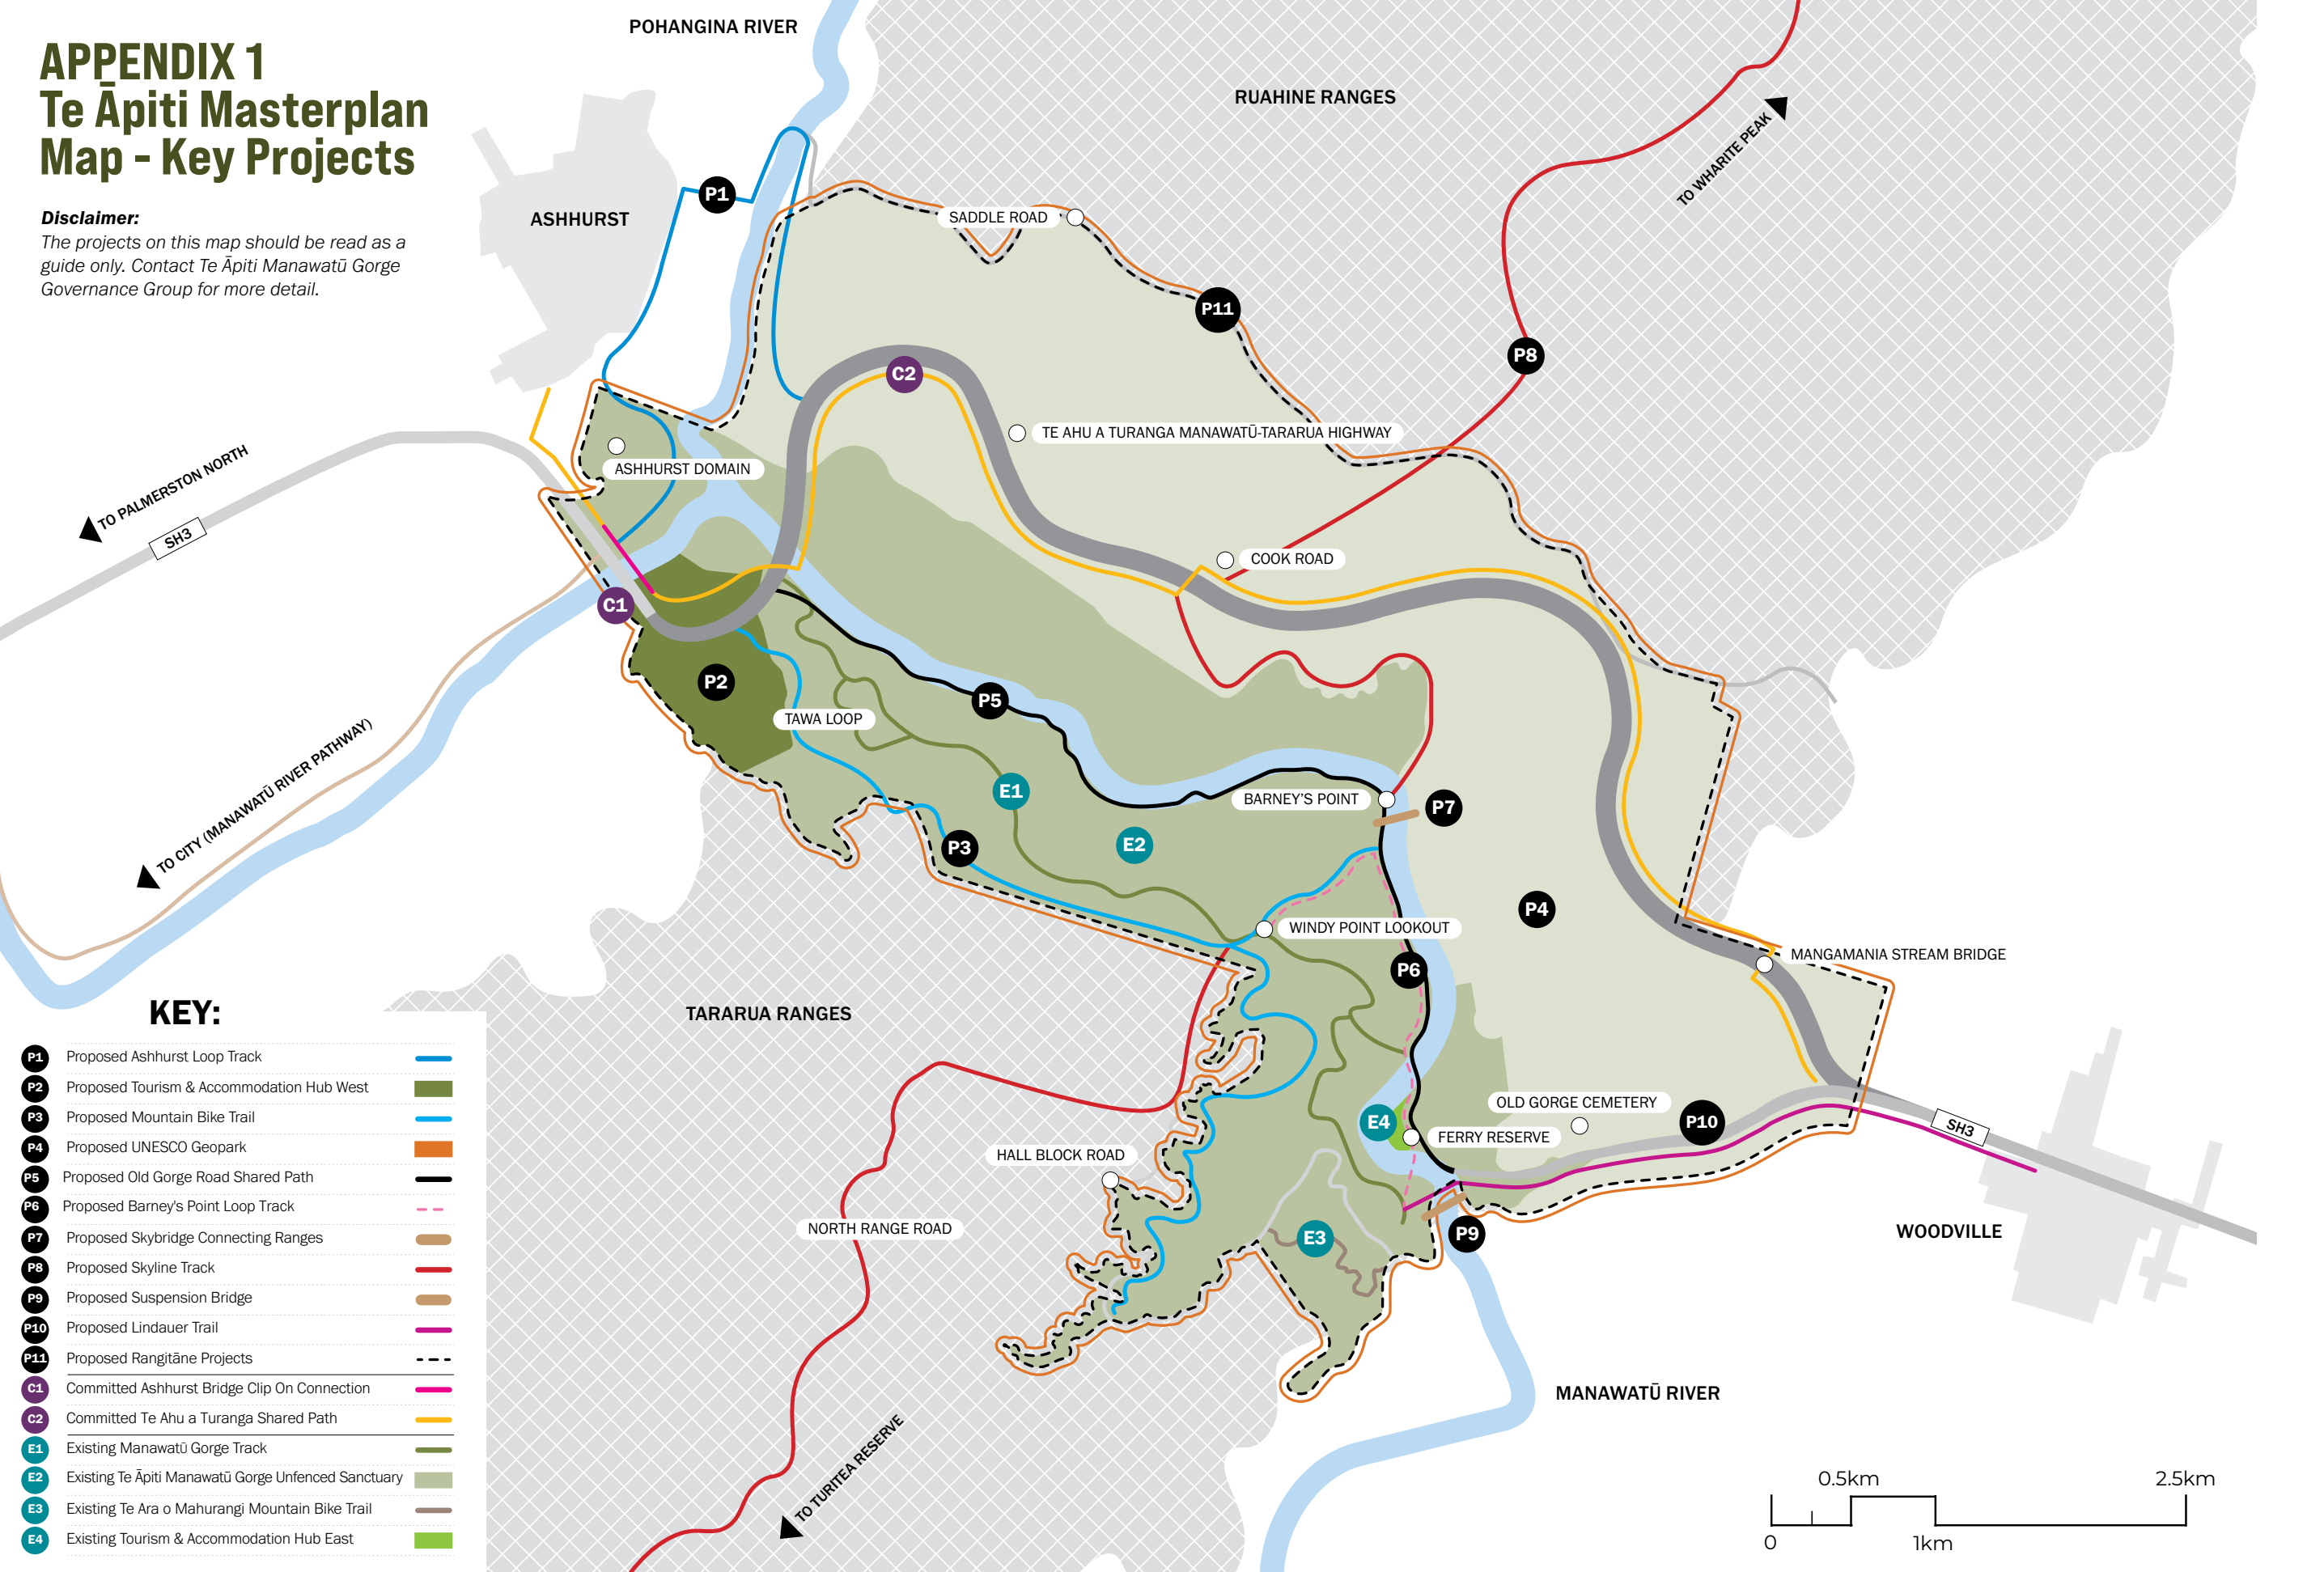 APPENDIX 1
Te Āpiti Masterplan
Map - Key Projects
Disclaimer:
The projects on this map should be read as a
guide only. Contact Te Āpiti Manawatū Gorge
Governance Group for more detail.
POHANGINA RIVER
RUAHINE RANGES
TO WHARITE PEAK
ASHHURST
P1
SADDLE ROAD
P11
P8
C2
TE AHU A TURANGA MANAWATŪ-TARARUA HIGHWAY
ASHHURST DOMAIN
TO PALMERSTON NORTH
SH3
COOK ROAD
C1
P2
P5
TAWA LOOP
TO CITY (MANAWATŪ RIVER PATHWAY)
E1
BARNEY'S POINT
P7
E2
P3
P4
WINDY POINT LOOKOUT
P6
MANGAMANIA STREAM BRIDGE
TARARUA RANGES
OLD GORGE CEMETERY
E4
P10
FERRY RESERVE
SH3
HALL BLOCK ROAD
NORTH RANGE ROAD
E3
P9
WOODVILLE
MANAWATŪ RIVER
TO TURITEA RESERVE
KEY:
P1 Proposed Ashhurst Loop Track
P2 Proposed Tourism & Accommodation Hub West
P3 Proposed Mountain Bike Trail
P4 Proposed UNESCO Geopark
P5 Proposed Old Gorge Road Shared Path
P6 Proposed Barney's Point Loop Track
P7 Proposed Skybridge Connecting Ranges
P8 Proposed Skyline Track
P9 Proposed Suspension Bridge
P10 Proposed Lindauer Trail
P11 Proposed Rangitāne Projects
C1 Committed Ashhurst Bridge Clip On Connection
C2 Committed Te Ahu a Turanga Shared Path
E1 Existing Manawatū Gorge Track
E2 Existing Te Āpiti Manawatū Gorge Unfenced Sanctuary
E3 Existing Te Ara o Mahurangi Mountain Bike Trail
E4 Existing Tourism & Accommodation Hub East
0.5km 2.5km
0 1km